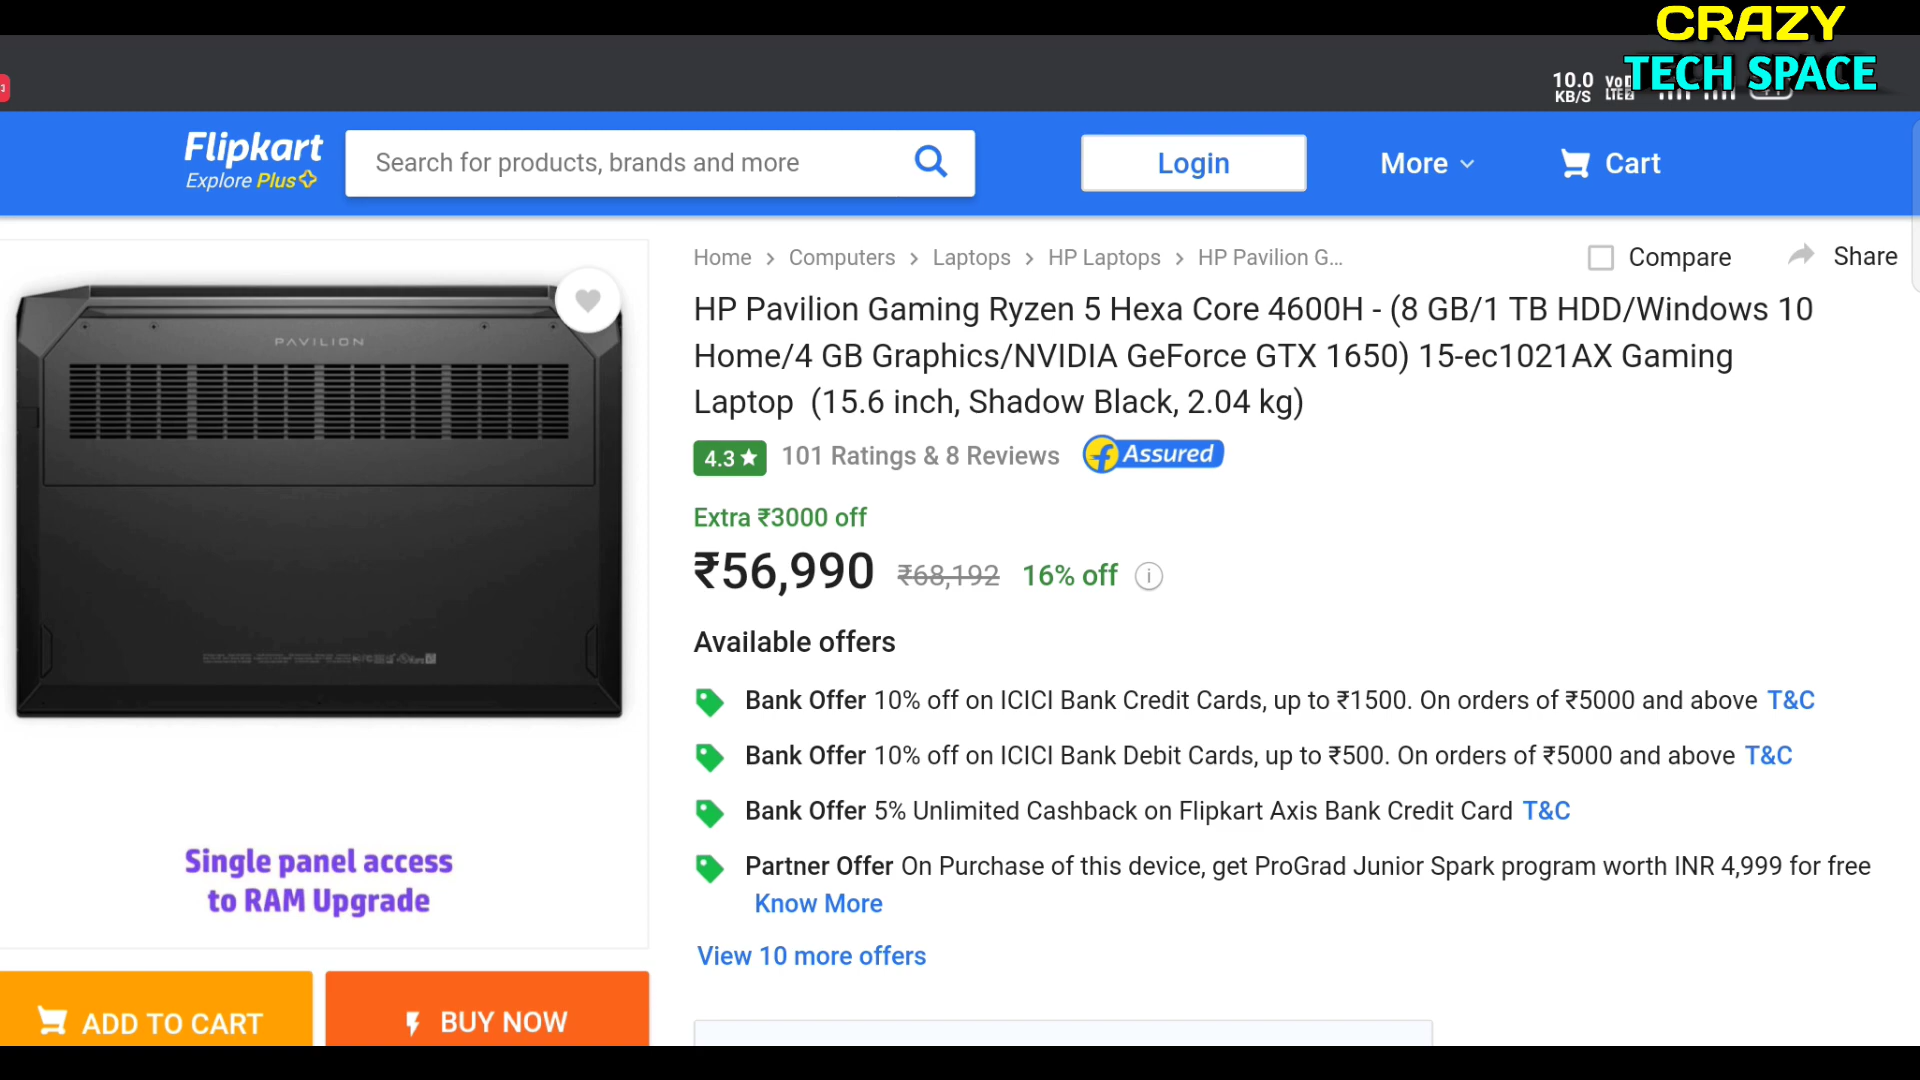 CRAZY
TECH SPACE
10.0
KB/S
LTE 2
Flipkart
Explore Plus
Search for products, brands and more
Login
More
Cart
Home > Computers > Laptops > HP Laptops > HP Pavilion G...
Compare
Share
PAVILION
HP Pavilion Gaming Ryzen 5 Hexa Core 4600H - (8 GB/1 TB HDD/Windows 10
Home/4 GB Graphics/NVIDIA GeForce GTX 1650) 15-ec1021AX Gaming
Laptop (15.6 inch, Shadow Black, 2.04 kg)
4.3★ 101 Ratings & 8 Reviews Assured
Extra ₹3000 off
₹56,990 ₹68,192 16% off i
Available offers
Bank Offer 10% off on ICICI Bank Credit Cards, up to ₹1500. On orders of ₹5000 and above T&C
Bank Offer 10% off on ICICI Bank Debit Cards, up to ₹500. On orders of ₹5000 and above T&C
Bank Offer 5% Unlimited Cashback on Flipkart Axis Bank Credit Card T&C
Partner Offer On Purchase of this device, get ProGrad Junior Spark program worth INR 4,999 for free
Know More
View 10 more offers
Single panel access
to RAM Upgrade
ADD TO CART
BUY NOW